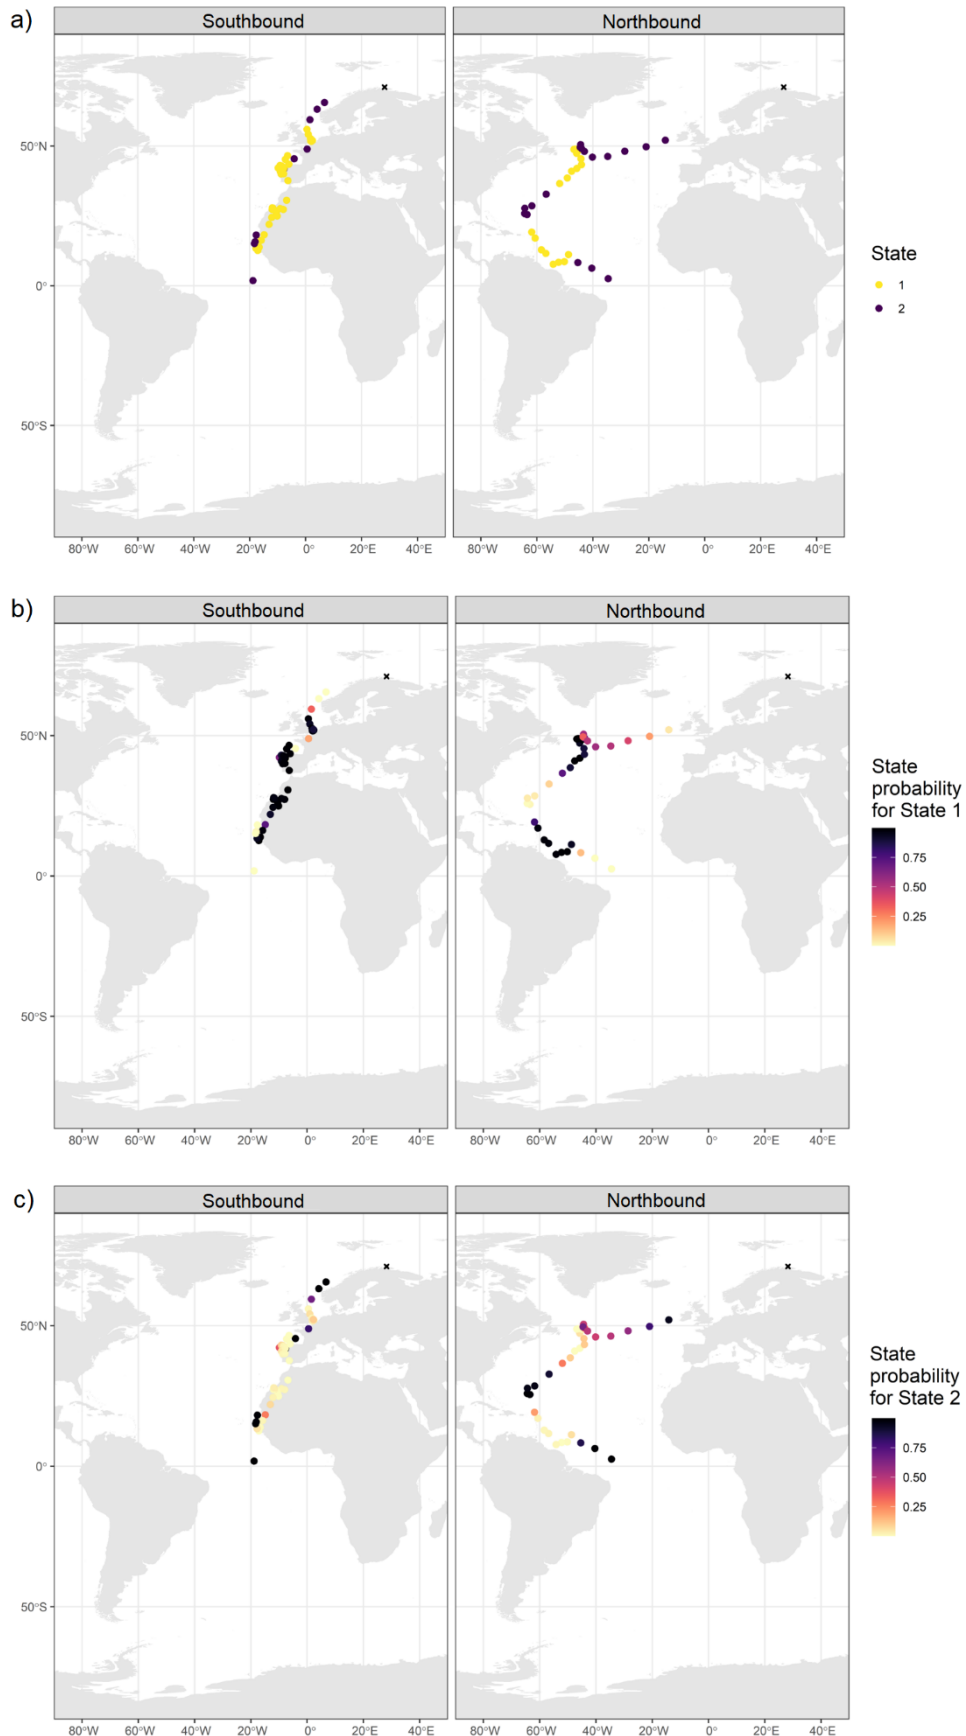 a)
Southbound
Northbound
50°N
0°
50°S
80°W 60°W 40°W 20°W 0° 20°E 40°E
80°W 60°W 40°W 20°W 0° 20°E 40°E
State
1
2
b)
Southbound
Northbound
50°N
0°
50°S
80°W 60°W 40°W 20°W 0° 20°E 40°E
80°W 60°W 40°W 20°W 0° 20°E 40°E
State
probability
for State 1
0.75
0.50
0.25
c)
Southbound
Northbound
50°N
0°
50°S
80°W 60°W 40°W 20°W 0° 20°E 40°E
80°W 60°W 40°W 20°W 0° 20°E 40°E
State
probability
for State 2
0.75
0.50
0.25